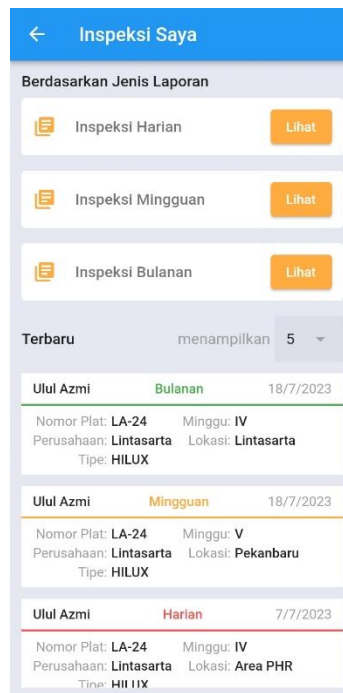 Inspeksi Saya
Berdasarkan Jenis Laporan
Inspeksi Harian Lihat
Inspeksi Mingguan Lihat
Inspeksi Bulanan Lihat
Terbaru menampilkan 5
Ulul Azmi Bulanan 18/7/2023
Nomor Plat: LA-24 Minggu: IV
Perusahaan: Lintasarta Lokasi: Lintasarta
Tipe: HILUX
Ulul Azmi Mingguan 18/7/2023
Nomor Plat: LA-24 Minggu: V
Perusahaan: Lintasarta Lokasi: Pekanbaru
Tipe: HILUX
Ulul Azmi Harian 7/7/2023
Nomor Plat: LA-24 Minggu: IV
Perusahaan: Lintasarta Lokasi: Area PHR
Tipe: HILUX